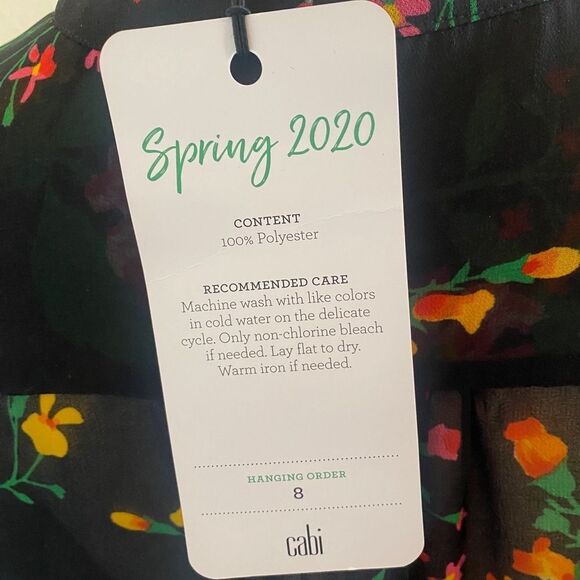 Spring 2020
CONTENT
100% Polyester
RECOMMENDED CARE
Machine wash with like colors
in cold water on the delicate
cycle. Only non-chlorine bleach
if needed. Lay flat to dry.
Warm iron if needed.
HANGING ORDER
8
cabi